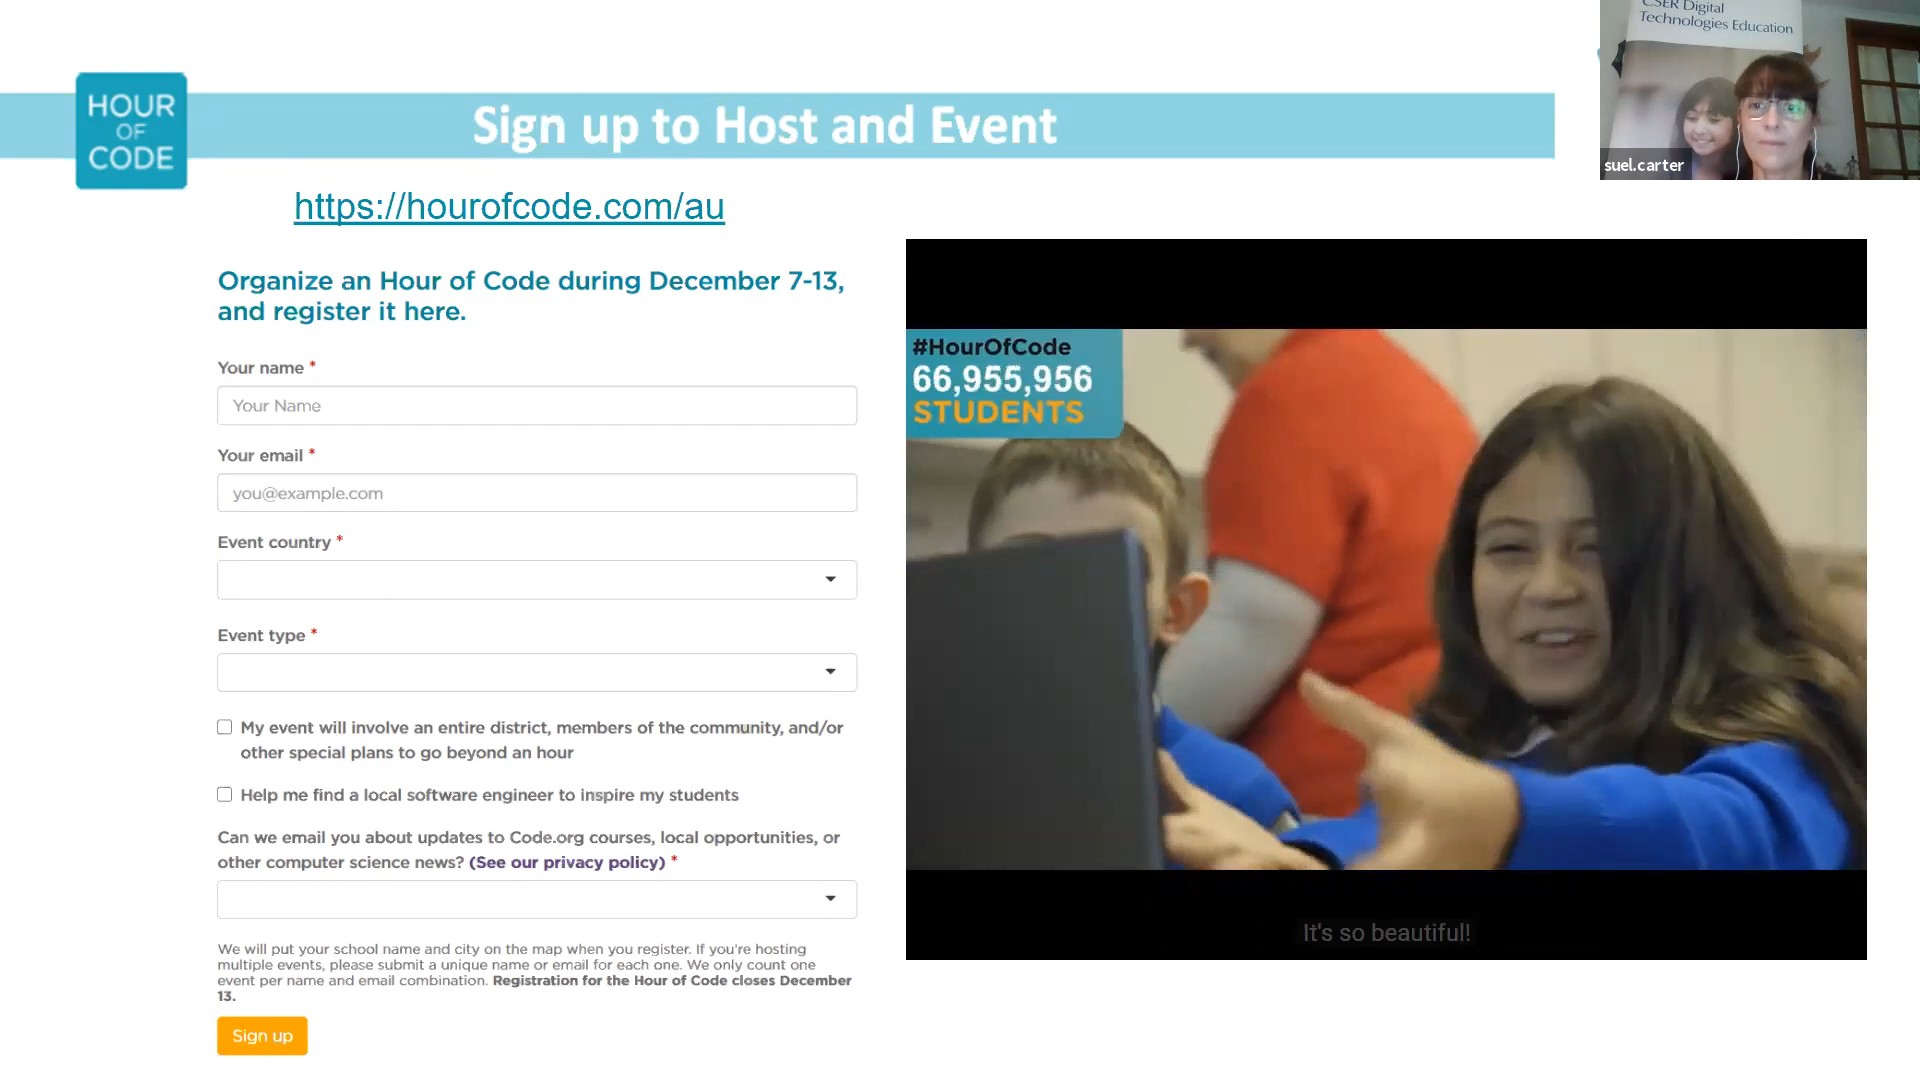 CSER Digital
Technologies Education
suel.carter
HOUR
OF
CODE
Sign up to Host and Event
https://hourofcode.com/au
Organize an Hour of Code during December 7-13,
and register it here.
Your name *
Your Name
Your email *
you@example.com
Event country *
Event type *
My event will involve an entire district, members of the community, and/or
other special plans to go beyond an hour
Help me find a local software engineer to inspire my students
Can we email you about updates to Code.org courses, local opportunities, or
other computer science news? (See our privacy policy) *
We will put your school name and city on the map when you register. If you're hosting
multiple events, please submit a unique name or email for each one. We only count one
event per name and email combination. Registration for the Hour of Code closes December
13.
Sign up
#HourOfCode
66,955,956
STUDENTS
It's so beautiful!